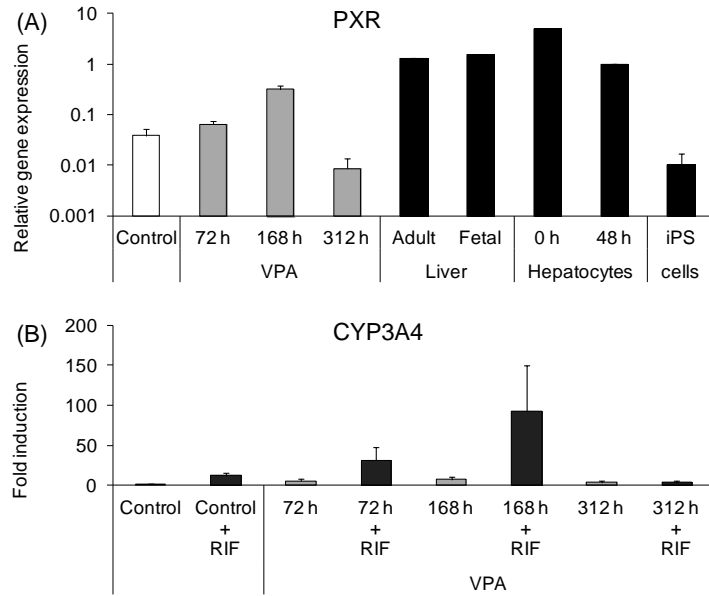 (A)
PXR
Relative gene expression
10
1
0.1
0.01
0.001
Control 72 h 168 h 312 h Adult Fetal 0 h 48 h iPS
VPA Liver Hepatocytes cells
(B)
CYP3A4
Fold induction
200
150
100
50
0
Control Control 72 h 72 h 168 h 168 h 312 h 312 h
+ + + +
RIF RIF RIF RIF
VPA